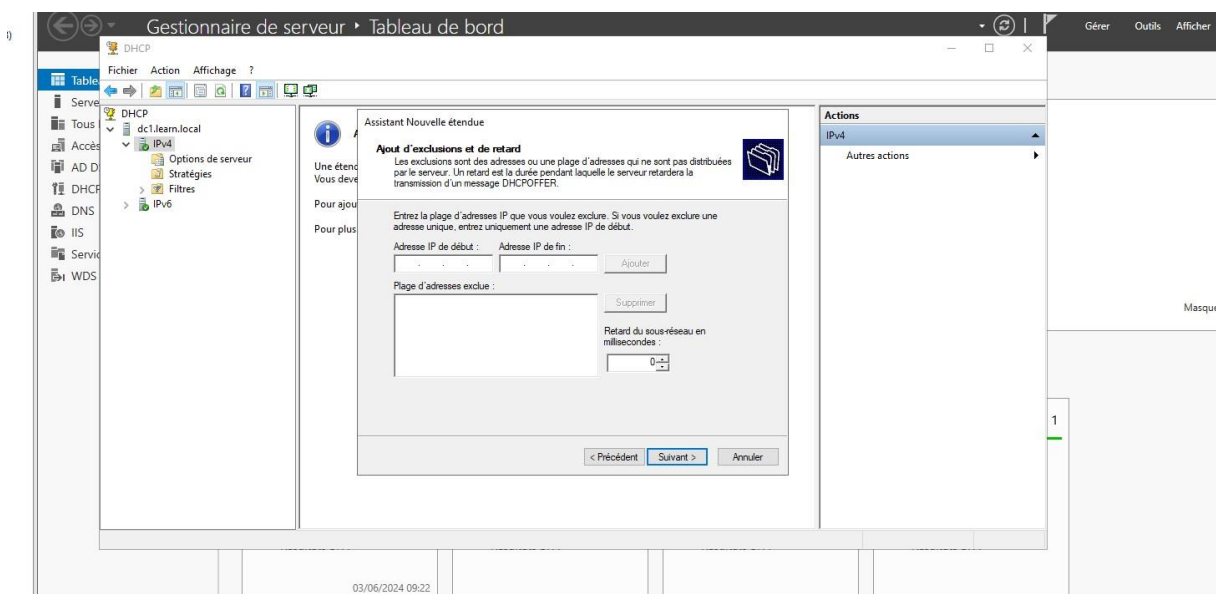 Gestionnaire de serveur ‣ Tableau de bord
Gérer Outils Afficher
DHCP
Fichier Action Affichage ?
Table
Serve
Tous
Accès
AD D
DHCP
DNS
IIS
Servic
WDS
DHCP
dc1.learn.local
IPv4
Options de serveur
Stratégies
Filtres
IPv6
Une étend
Vous deve
Pour ajou
Pour plus
Assistant Nouvelle étendue
Ajout d'exclusions et de retard
Les exclusions sont des adresses ou une plage d'adresses qui ne sont pas distribuées
par le serveur. Un retard est la durée pendant laquelle le serveur retardera la
transmission d'un message DHCPOFFER.
Entrez la plage d'adresses IP que vous voulez exclure. Si vous voulez exclure une
adresse unique, entrez uniquement une adresse IP de début.
Adresse IP de début : Adresse IP de fin :
Ajouter
Plage d'adresses exclue :
Supprimer
Retard du sous-réseau en
millisecondes :
0
< Précédent Suivant > Annuler
Actions
IPv4
Autres actions
Masque
1
03/06/2024 09:22